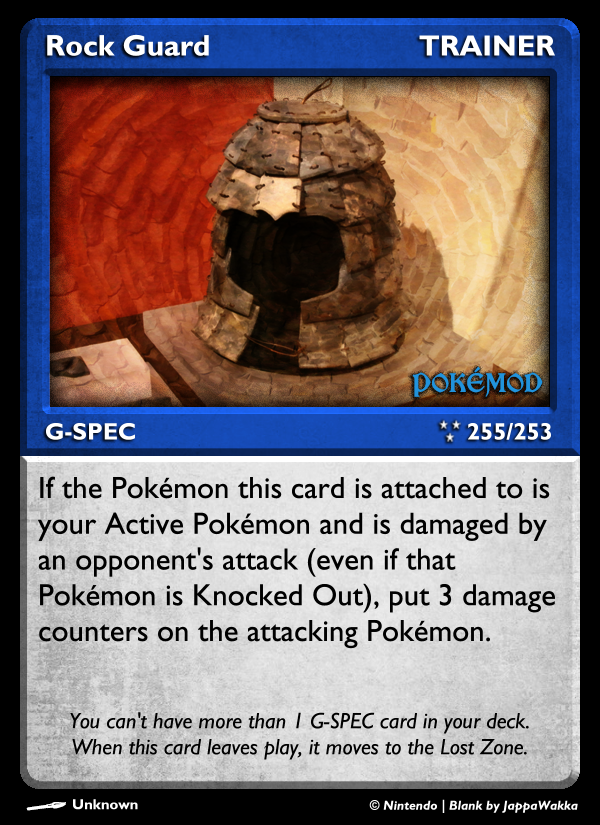 Rock Guard TRAINER
POKÉMOD
G-SPEC 255/253
If the Pokémon this card is attached to is
your Active Pokémon and is damaged by
an opponent's attack (even if that
Pokémon is Knocked Out), put 3 damage
counters on the attacking Pokémon.
You can't have more than 1 G-SPEC card in your deck.
When this card leaves play, it moves to the Lost Zone.
Unknown © Nintendo | Blank by JappaWakka